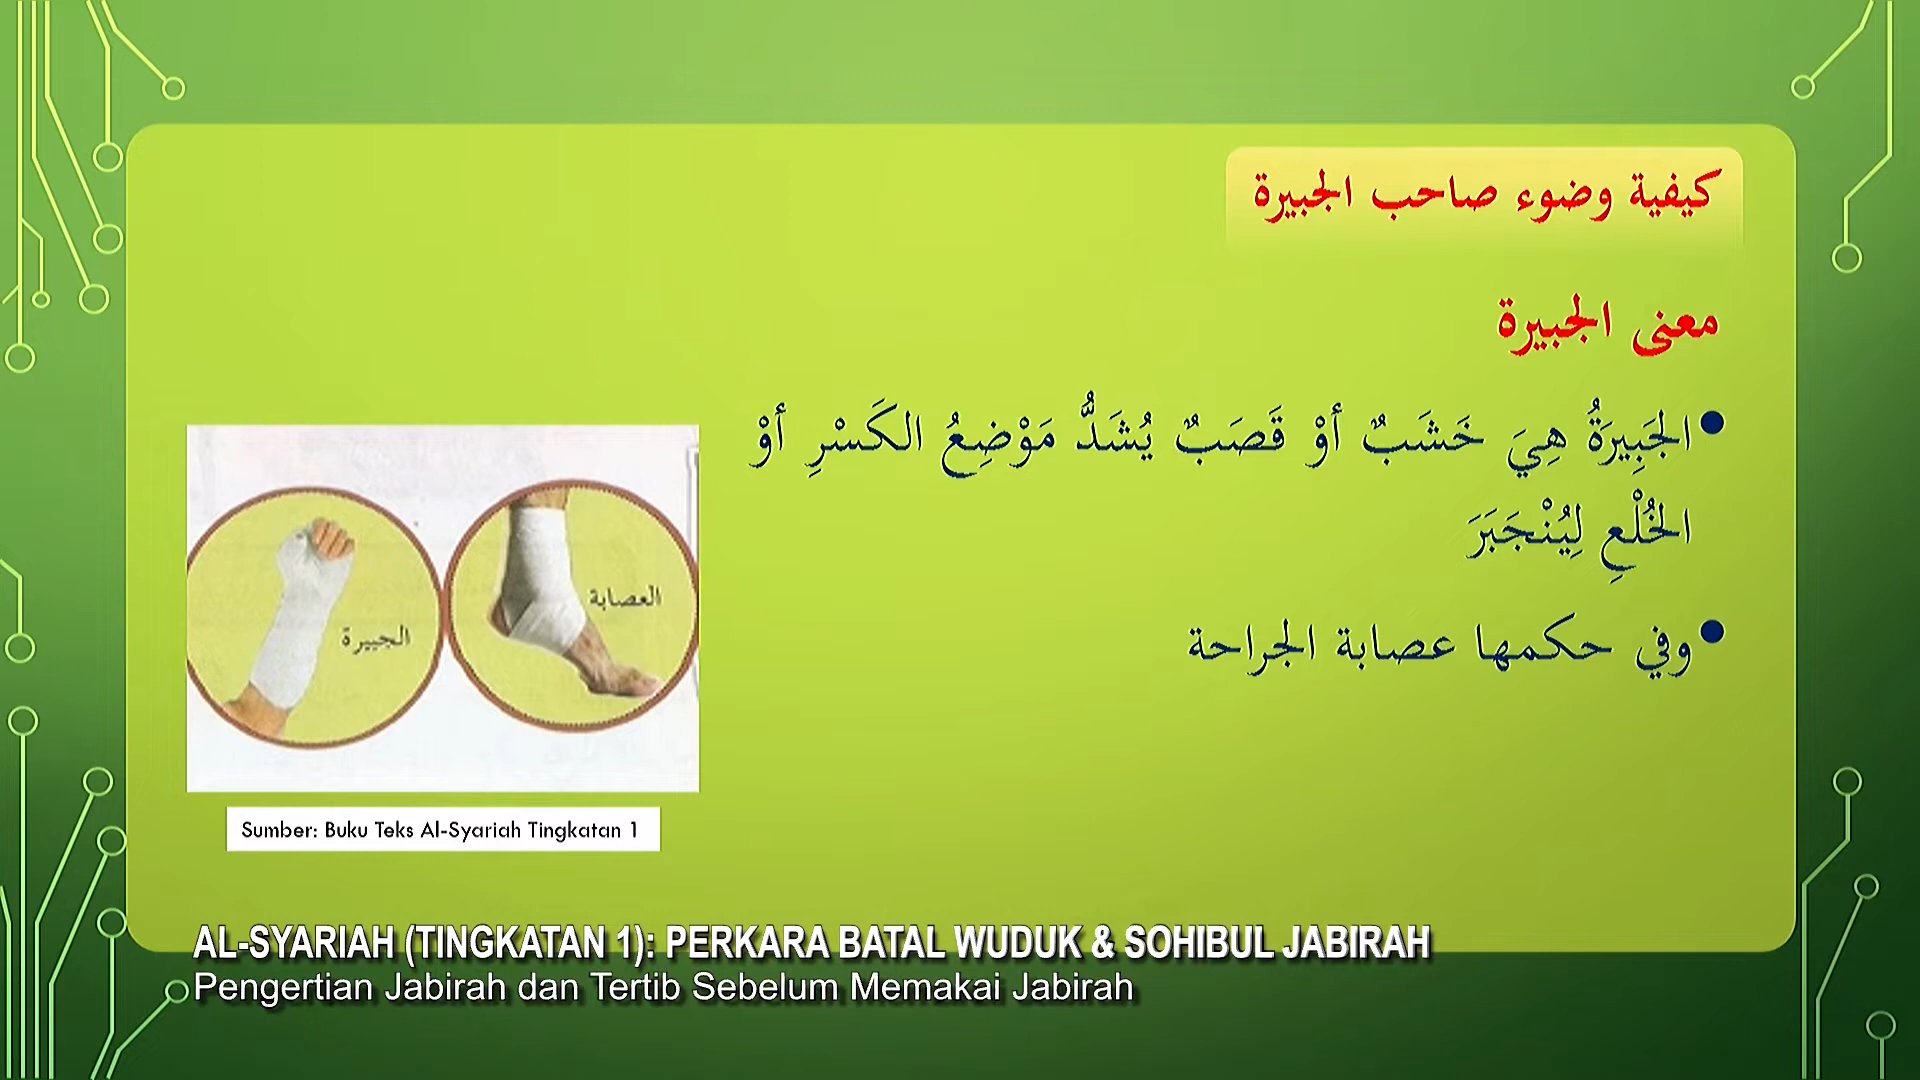 كيفية وضوء صاحب الجبيرة
معنى الجبيرة
الجَبِيرَةُ هِيَ خَشَبٌ أوْ قَصَبٌ يُشَدُّ مَوْضِعُ الكَسْرِ أوْ
الخُلْعِ لِيُنْجَبَرَ
وفي حكمها عصابة الجراحة
العصابة
الجبيرة
Sumber: Buku Teks Al-Syariah Tingkatan 1
AL-SYARIAH (TINGKATAN 1): PERKARA BATAL WUDUK & SOHIBUL JABIRAH
Pengertian Jabirah dan Tertib Sebelum Memakai Jabirah